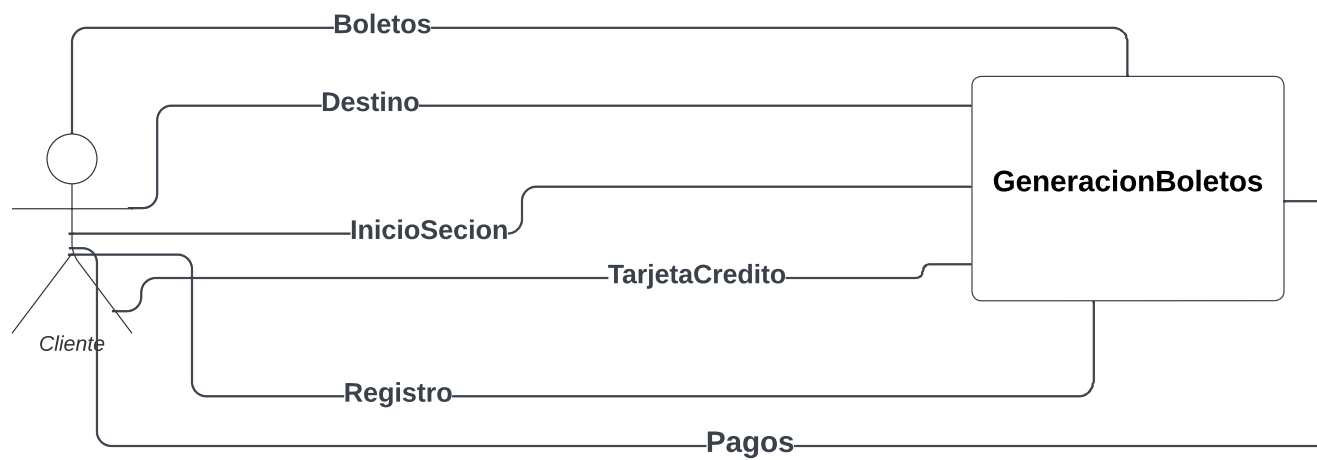 Boletos
Destino
GeneracionBoletos
InicioSecion
TarjetaCredito
Cliente
Registro
Pagos